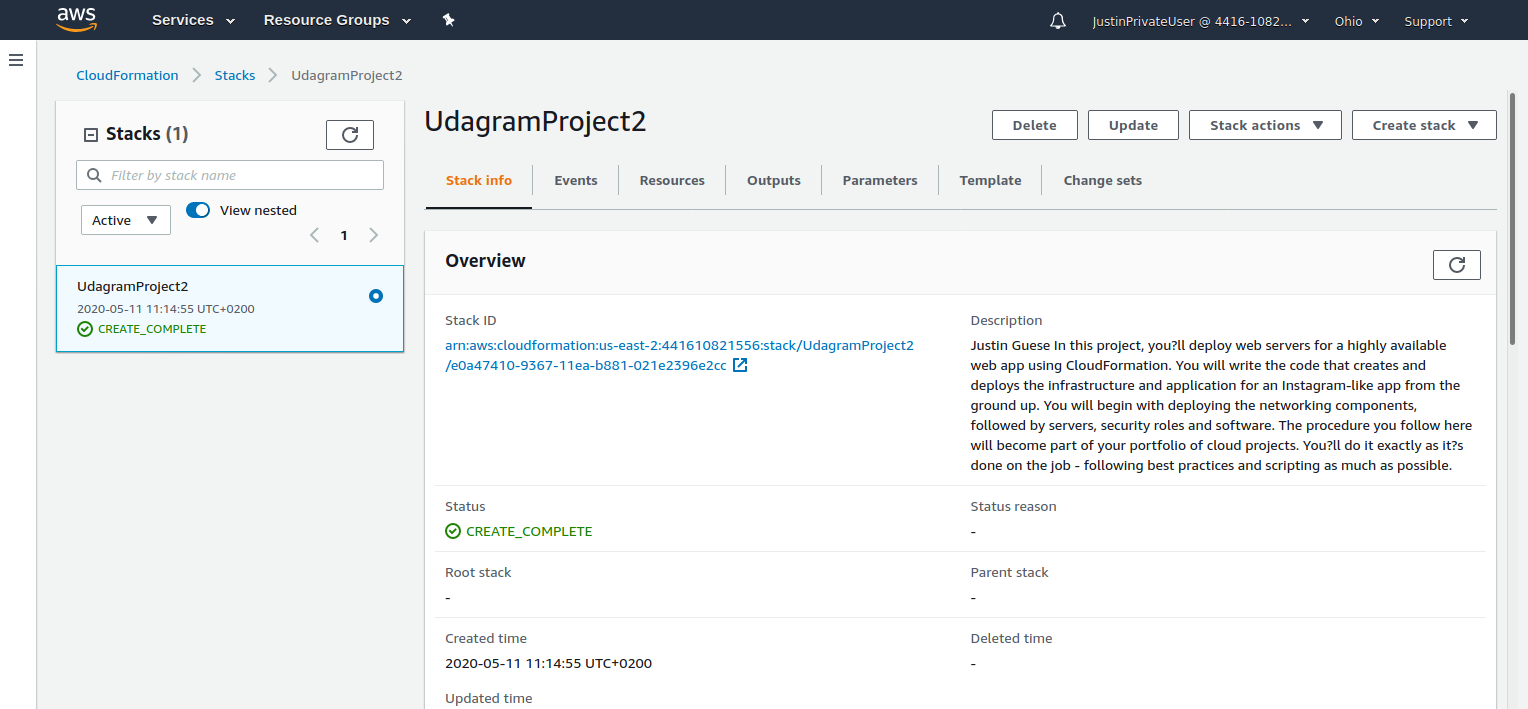 aws
Services
Resource Groups
JustinPrivateUser @ 4416-1082...
Ohio
Support
CloudFormation
Stacks
UdagramProject2
Stacks (1)
Filter by stack name
Active
View nested
1
UdagramProject2
2020-05-11 11:14:55 UTC+0200
CREATE_COMPLETE
UdagramProject2
Delete
Update
Stack actions
Create stack
Stack info
Events
Resources
Outputs
Parameters
Template
Change sets
Overview
Stack ID
arn:aws:cloudformation:us-east-2:441610821556:stack/UdagramProject2
/e0a47410-9367-11ea-b881-021e2396e2cc
Description
Justin Guese In this project, you?ll deploy web servers for a highly available
web app using CloudFormation. You will write the code that creates and
deploys the infrastructure and application for an Instagram-like app from the
ground up. You will begin with deploying the networking components,
followed by servers, security roles and software. The procedure you follow here
will become part of your portfolio of cloud projects. You?ll do it exactly as it?s
done on the job - following best practices and scripting as much as possible.
Status
CREATE_COMPLETE
Status reason
-
Root stack
-
Parent stack
-
Created time
2020-05-11 11:14:55 UTC+0200
Deleted time
-
Updated time